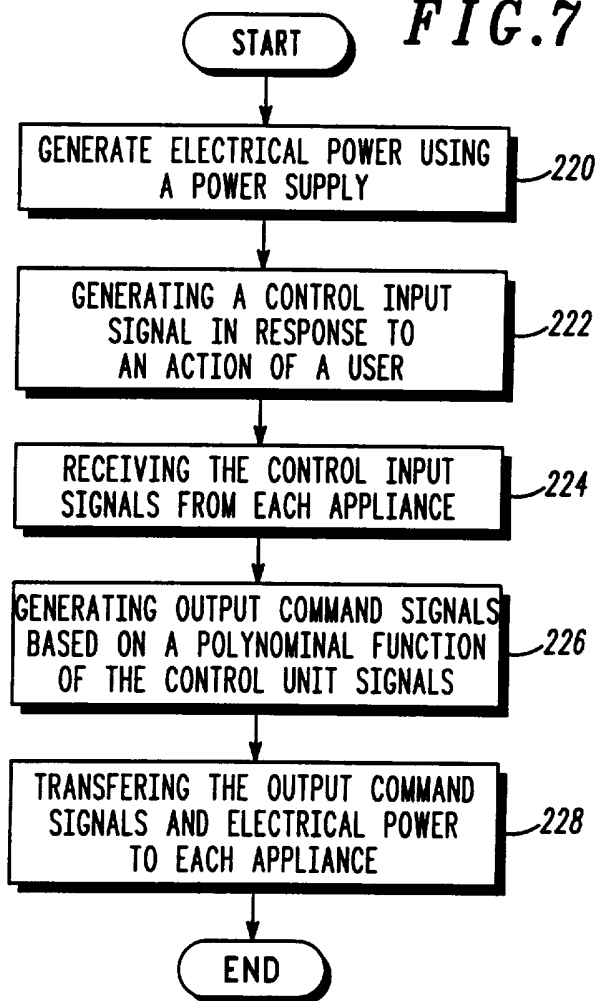 FIG.7
START
GENERATE ELECTRICAL POWER USING
A POWER SUPPLY
220
GENERATING A CONTROL INPUT
SIGNAL IN RESPONSE TO
AN ACTION OF A USER
222
RECEIVING THE CONTROL INPUT
SIGNALS FROM EACH APPLIANCE
224
GENERATING OUTPUT COMMAND SIGNALS
BASED ON A POLYNOMINAL FUNCTION
OF THE CONTROL UNIT SIGNALS
226
TRANSFERING THE OUTPUT COMMAND
SIGNALS AND ELECTRICAL POWER
TO EACH APPLIANCE
228
END